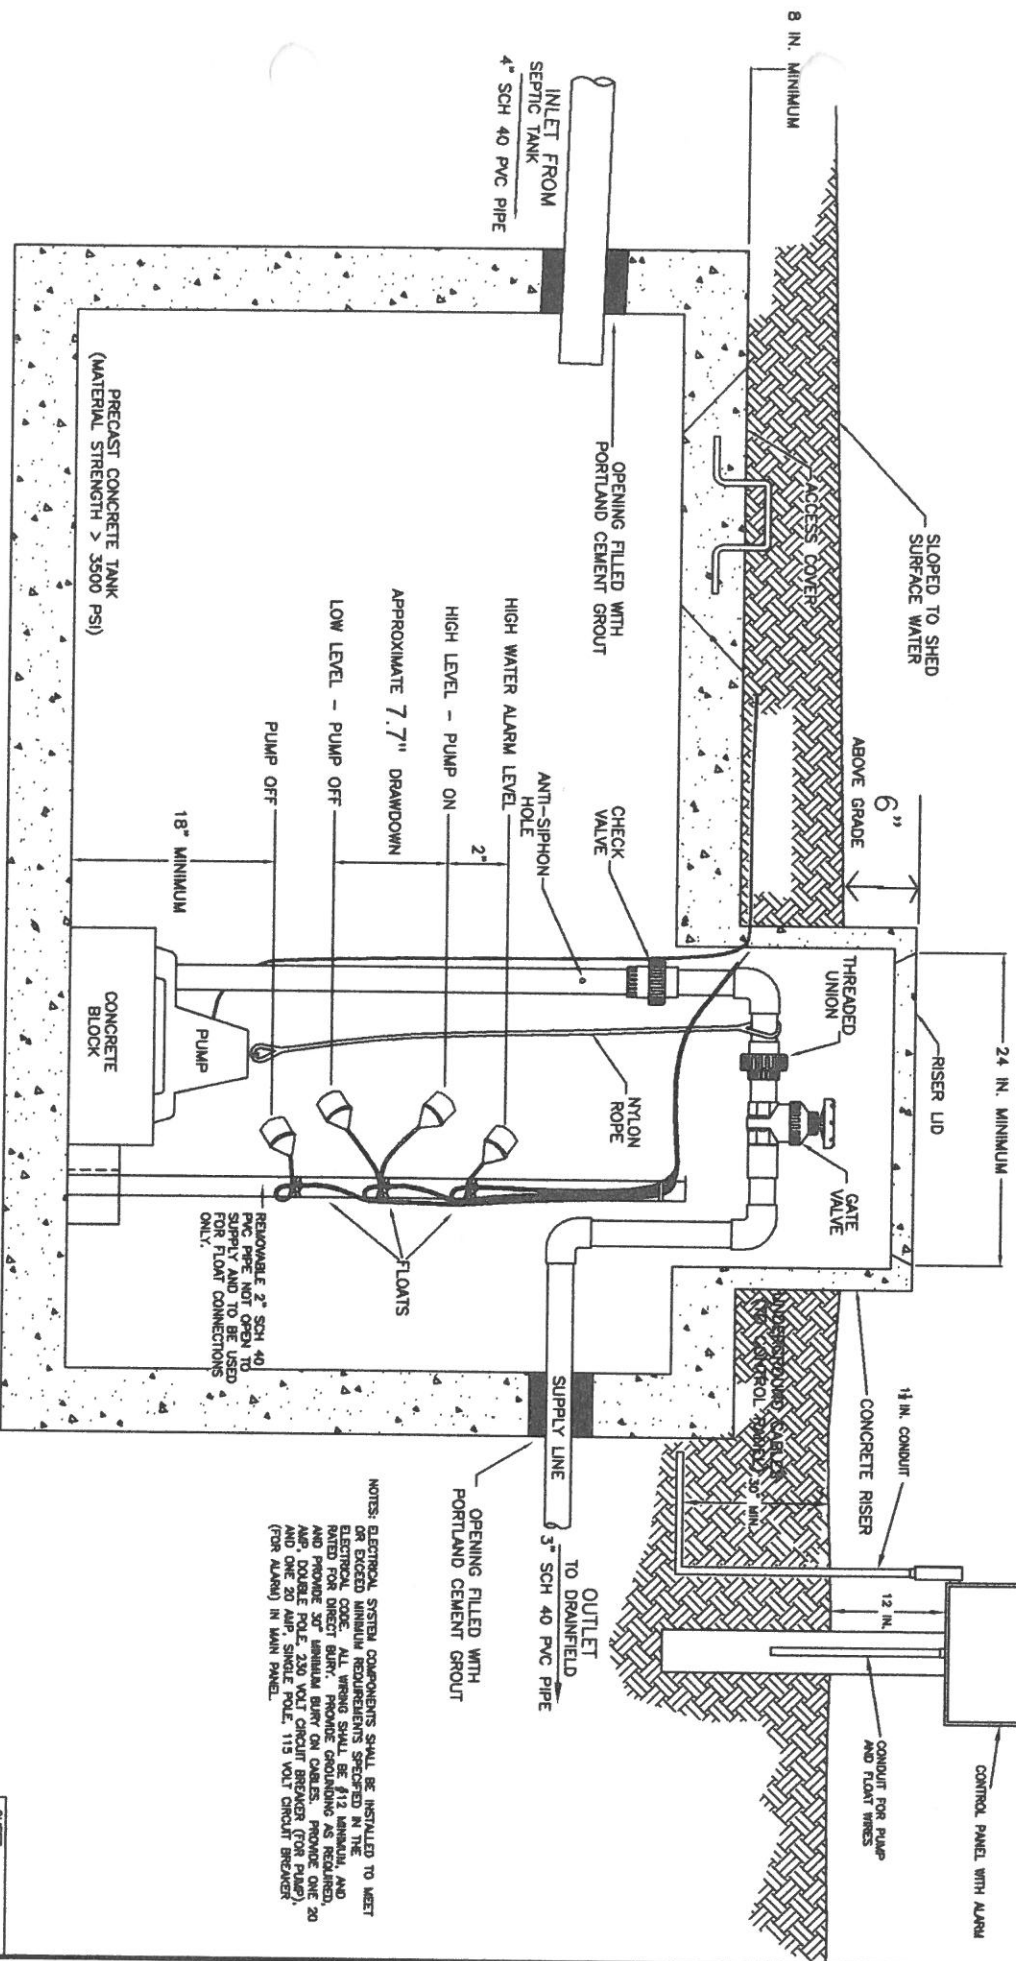 8 IN. MINIMUM
INLET FROM
SEPTIC TANK
4" SCH 40 PVC PIPE
SLOPED TO SHED
SURFACE WATER
ACCESS COVER
OPENING FILLED WITH
PORTLAND CEMENT GROUT
6"
ABOVE GRADE
24 IN. MINIMUM
RISER LID
THREADED
UNION
GATE
VALVE
CHECK
VALVE
ANTI-SIPHON
HOLE
NYLON
ROPE
HIGH WATER ALARM LEVEL
2"
HIGH LEVEL - PUMP ON
APPROXIMATE 7.7" DRAWDOWN
LOW LEVEL - PUMP OFF
PUMP OFF
18" MINIMUM
PRECAST CONCRETE TANK
(MATERIAL STRENGTH > 3500 PSI)
CONCRETE
BLOCK
PUMP
FLOATS
REMOVABLE 2" SCH 40
PVC PIPE NOT OPEN TO
SUPPLY AND TO BE USED
FOR FLOAT CONNECTIONS
ONLY.
CONCRETE RISER
1½ IN. CONDUIT
UNDERGROUND CABLES
(TO CONTROL PANEL)
30" MIN.
12 IN.
CONTROL PANEL WITH ALARM
CONDUIT FOR PUMP
AND FLOAT WIRES
SUPPLY LINE
OUTLET
TO DRAINFIELD
3" SCH 40 PVC PIPE
OPENING FILLED WITH
PORTLAND CEMENT GROUT
NOTES: ELECTRICAL SYSTEM COMPONENTS SHALL BE INSTALLED TO MEET
OR EXCEED MINIMUM REQUIREMENTS SPECIFIED IN THE
ELECTRICAL CODE. ALL WIRING SHALL BE #12 MINIMUM, AND
RATED FOR DIRECT BURY. PROVIDE GROUNDING AS REQUIRED,
AND PROVIDE 30" MINIMUM BURY ON CABLES. PROVIDE ONE 20
AMP, DOUBLE POLE, 230 VOLT CIRCUIT BREAKER (FOR PUMP),
AND ONE 20 AMP, SINGLE POLE, 115 VOLT CIRCUIT BREAKER
(FOR ALARM) IN MAIN PANEL.